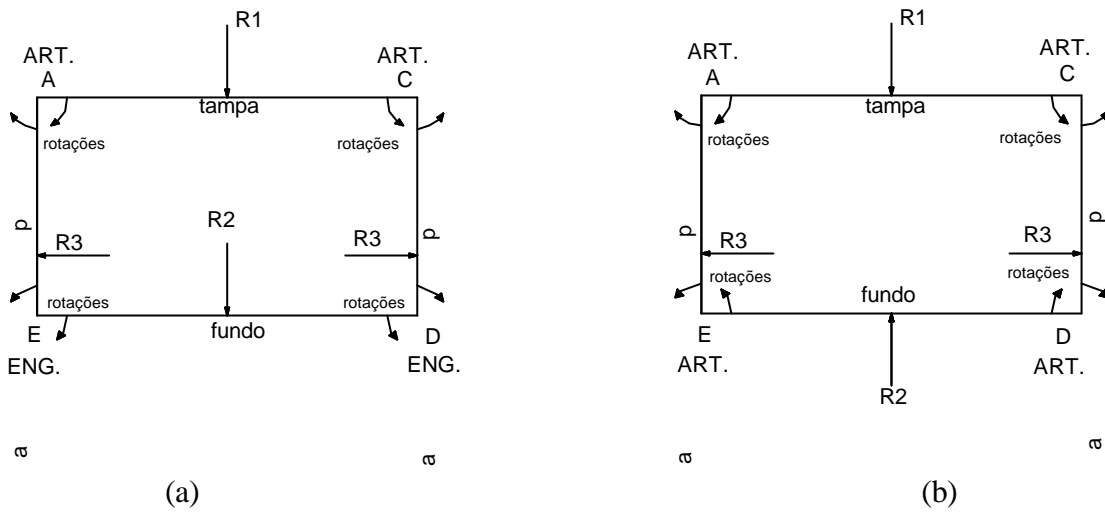 R1
ART.
A
ART.
C
tampa
rotações
rotações
p
R2
p
R3
R3
rotações
rotações
E
fundo
D
ENG.
ENG.
a
a
(a)
R1
ART.
A
ART.
C
tampa
rotações
rotações
p
p
R3
R3
rotações
rotações
fundo
E
D
ART.
ART.
R2
a
a
(b)